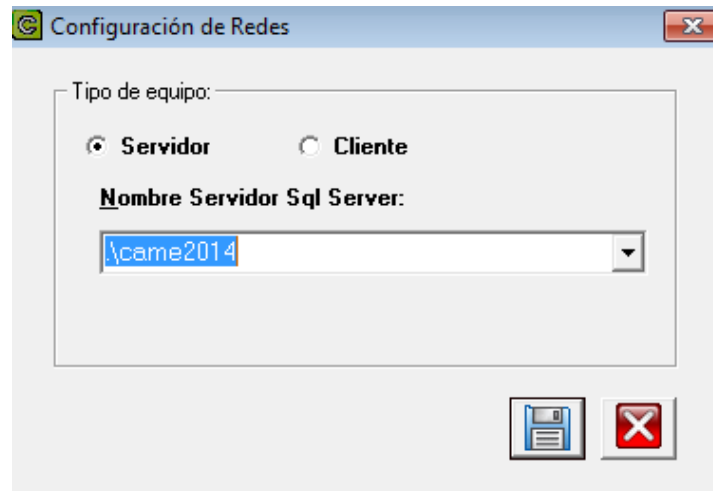 Configuración de Redes
Tipo de equipo:
Servidor Cliente
Nombre Servidor Sql Server:
.\came2014